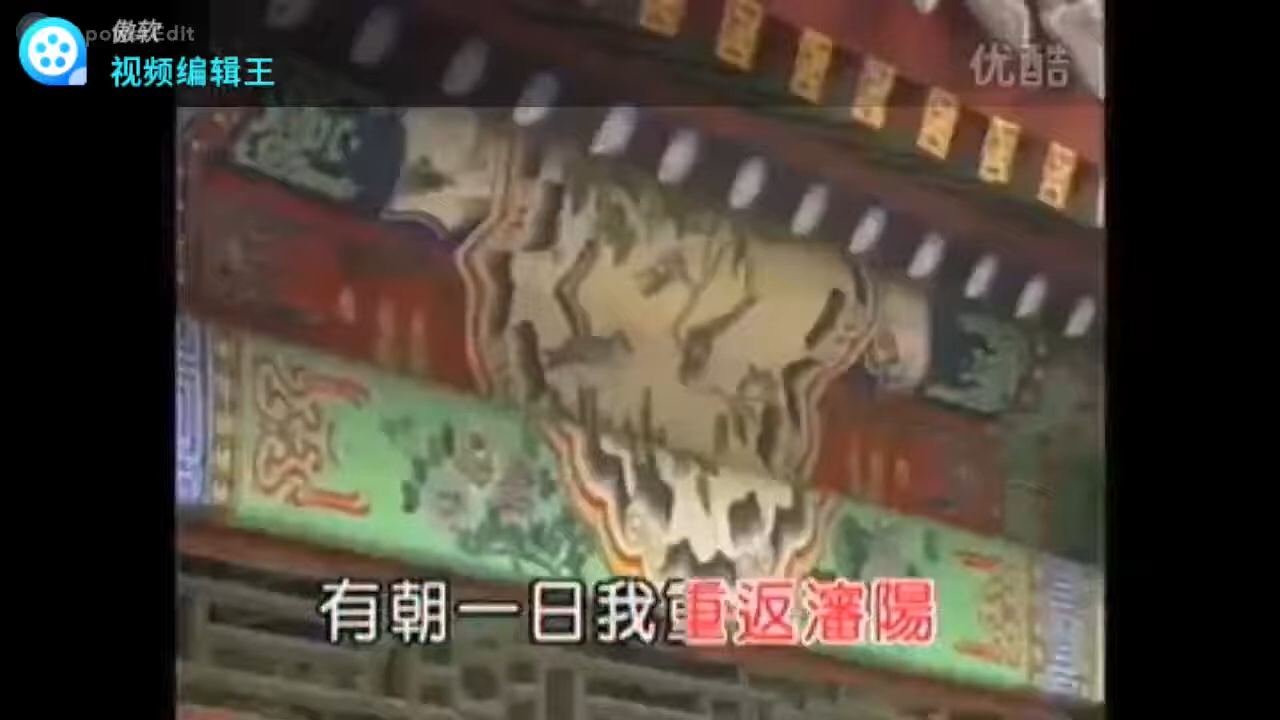 傲软
视频编辑王
优酷
有朝一日我重返瀋陽